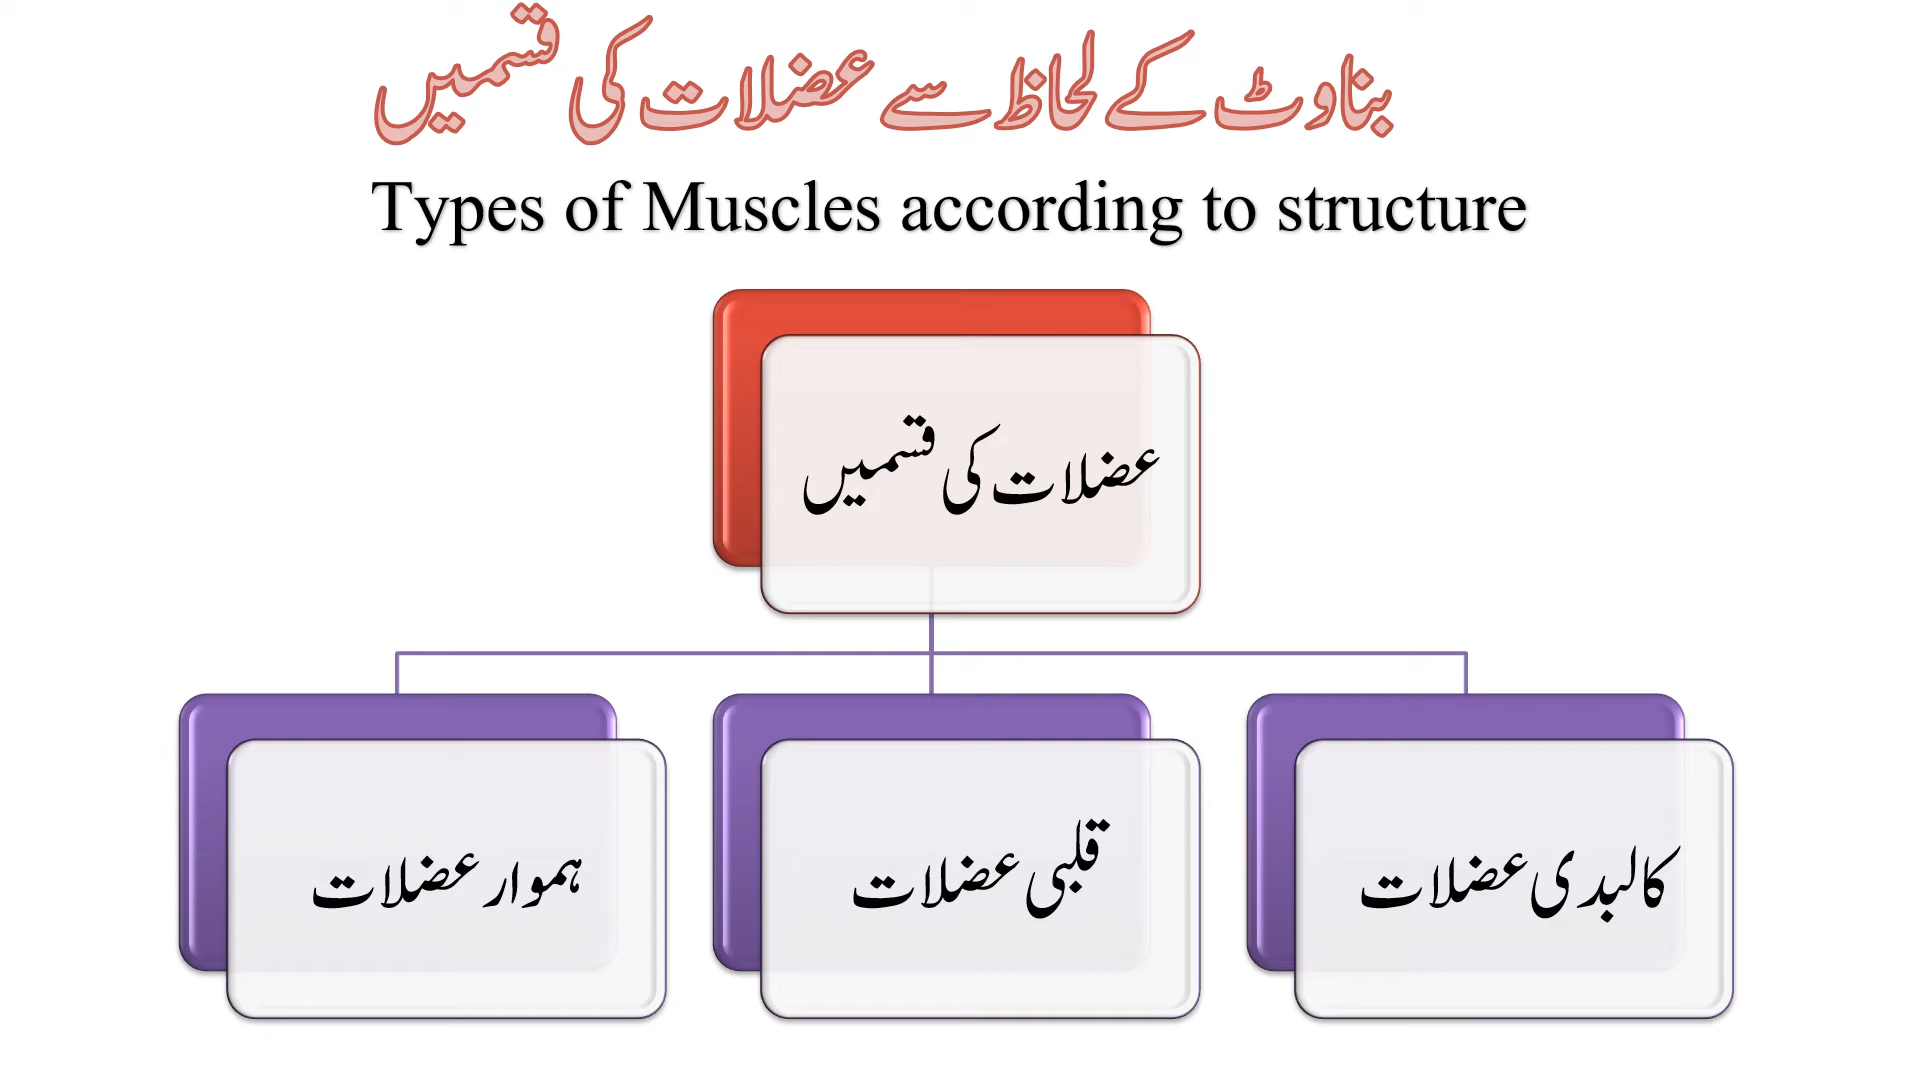 بناوٹ کے لحاظ سے عضلات کی قسمیں
Types of Muscles according to structure
عضلات کی قسمیں
کالبدی عضلات
قلبی عضلات
ہموار عضلات